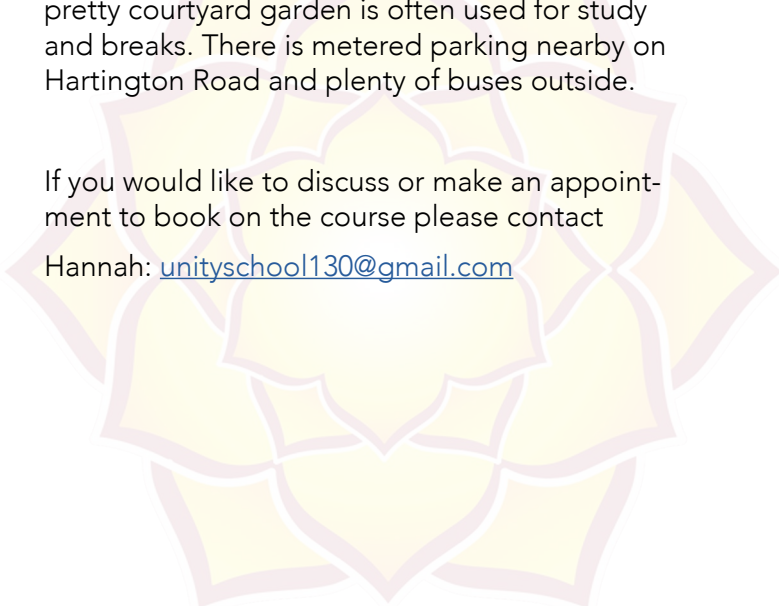 pretty courtyard garden is often used for study
and breaks. There is metered parking nearby on
Hartington Road and plenty of buses outside.
If you would like to discuss or make an appoint-
ment to book on the course please contact
Hannah: unityschool130@gmail.com